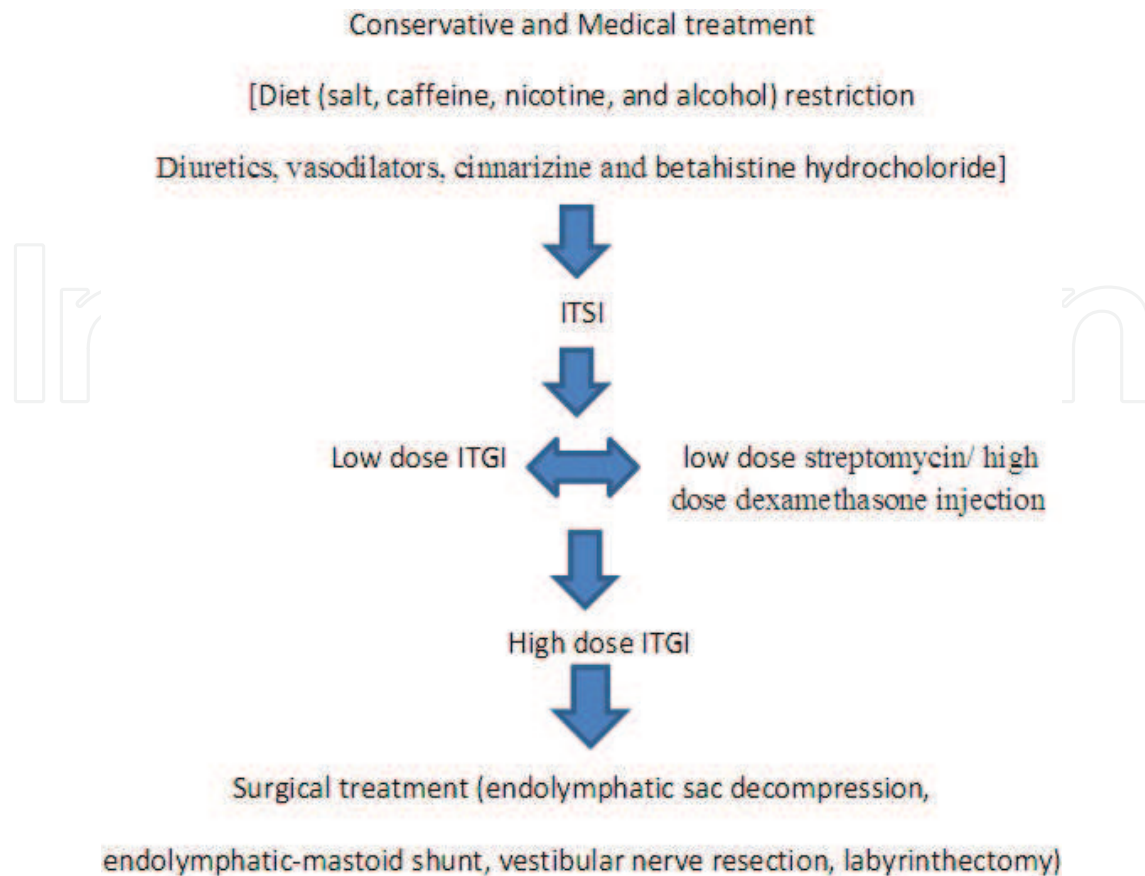 Conservative and Medical treatment
[Diet (salt, caffeine, nicotine, and alcohol) restriction
Diuretics, vasodilators, cinnarizine and betahistine hydrocholoride]
ITSI
Low dose ITGI
low dose streptomycin/ high
dose dexamethasone injection
High dose ITGI
Surgical treatment (endolymphatic sac decompression,
endolymphatic-mastoid shunt, vestibular nerve resection, labyrinthectomy)